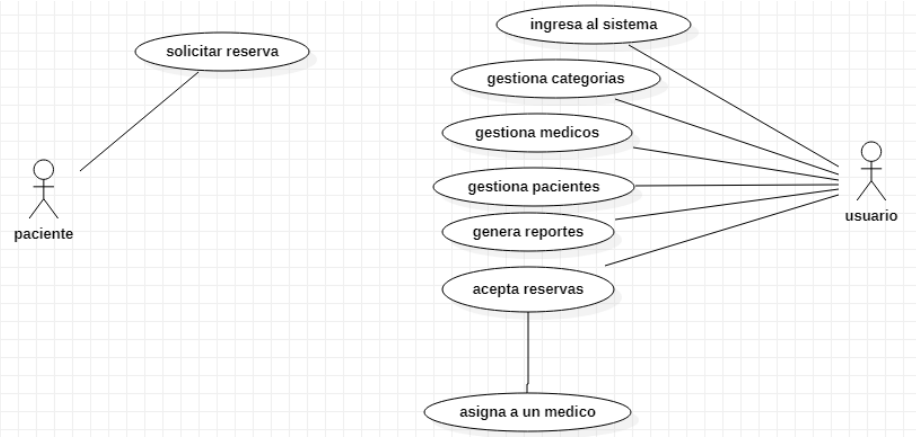 ingresa al sistema
solicitar reserva
gestiona categorias
gestiona medicos
gestiona pacientes
usuario
paciente
genera reportes
acepta reservas
asigna a un medico